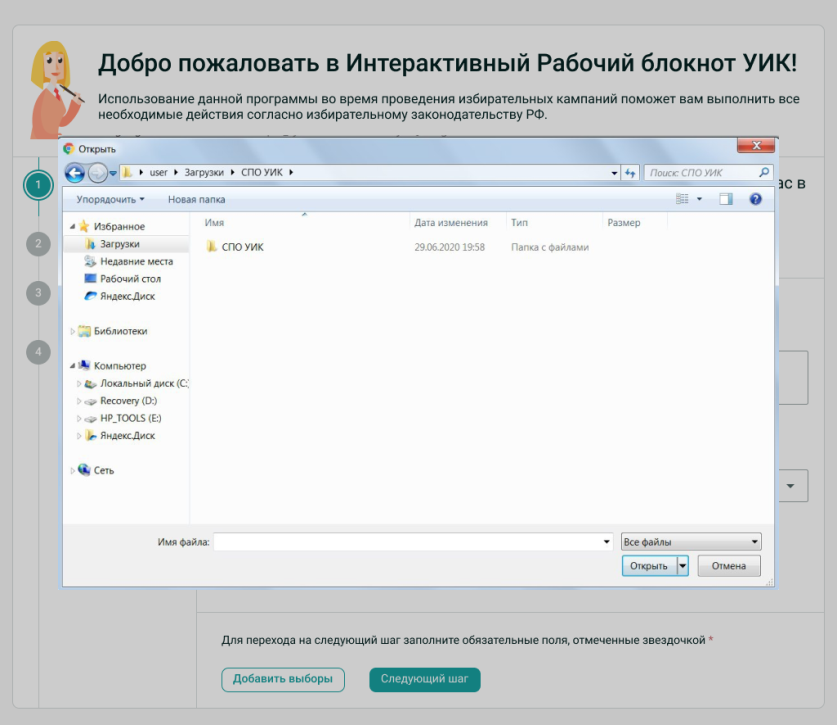 Добро пожаловать в Интерактивный Рабочий блокнот УИК!
Использование данной программы во время проведения избирательных кампаний поможет вам выполнить все
необходимые действия согласно избирательному законодательству РФ.
Открыть
user Загрузки СПО УИК
Поиск: СПО УИК
ас в
1
Упорядочить Новая папка
Имя Дата изменения Тип Размер
Избранное
Загрузки
СПО УИК 29.06.2020 19:58 Папка с файлами
2
Недавние места
Рабочий стол
3
Яндекс.Диск
Библиотеки
4
Компьютер
Локальный диск (C:
Recovery (D:)
HP_TOOLS (E:)
Яндекс.Диск
Сеть
Имя файла:
Все файлы
Открыть Отмена
Для перехода на следующий шаг заполните обязательные поля, отмеченные звездочкой *
Добавить выборы Следующий шаг